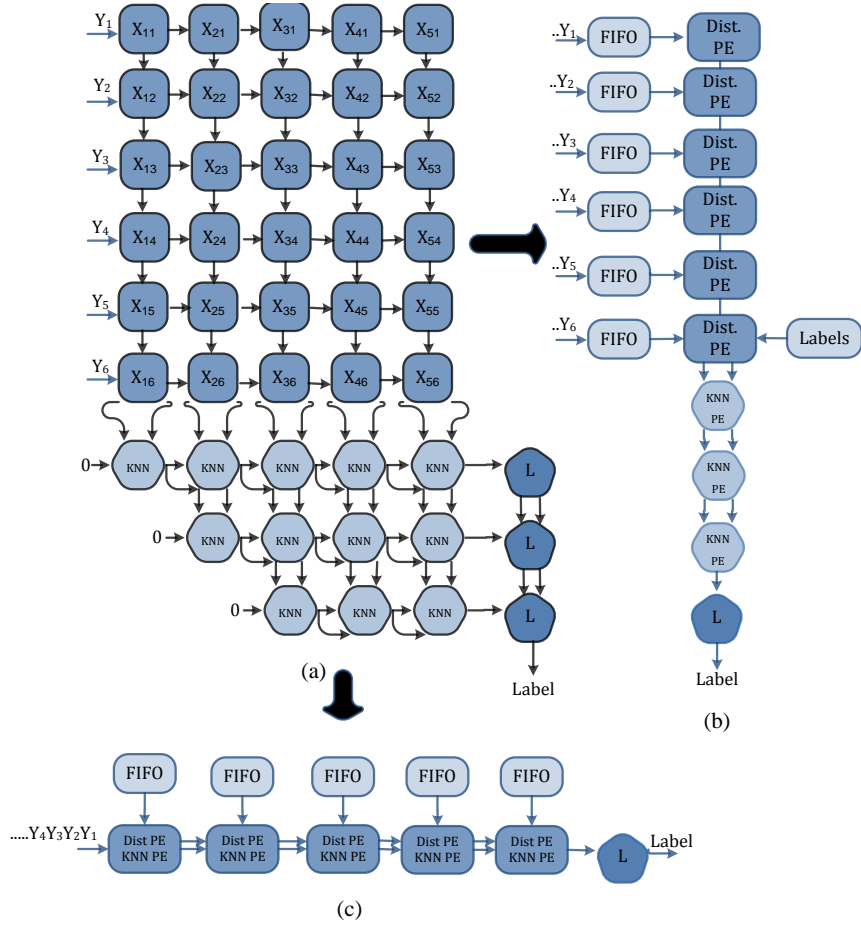 Y1 X11 X21 X31 X41 X51
Y2 X12 X22 X32 X42 X52
Y3 X13 X23 X33 X43 X53
Y4 X14 X24 X34 X44 X54
Y5 X15 X25 X35 X45 X55
Y6 X16 X26 X36 X46 X56
0 KNN KNN KNN KNN KNN L
0 KNN KNN KNN KNN L
0 KNN KNN KNN L
Label
(a)
..Y1 FIFO Dist.
PE
..Y2 FIFO Dist.
PE
..Y3 FIFO Dist.
PE
..Y4 FIFO Dist.
PE
..Y5 FIFO Dist.
PE
..Y6 FIFO Dist.
PE
Labels
KNN
PE
KNN
PE
KNN
PE
L
Label
(b)
FIFO FIFO FIFO FIFO FIFO
.....Y4Y3Y2Y1
Dist PE Dist PE Dist PE Dist PE Dist PE
KNN PE KNN PE KNN PE KNN PE KNN PE
L Label
(c)